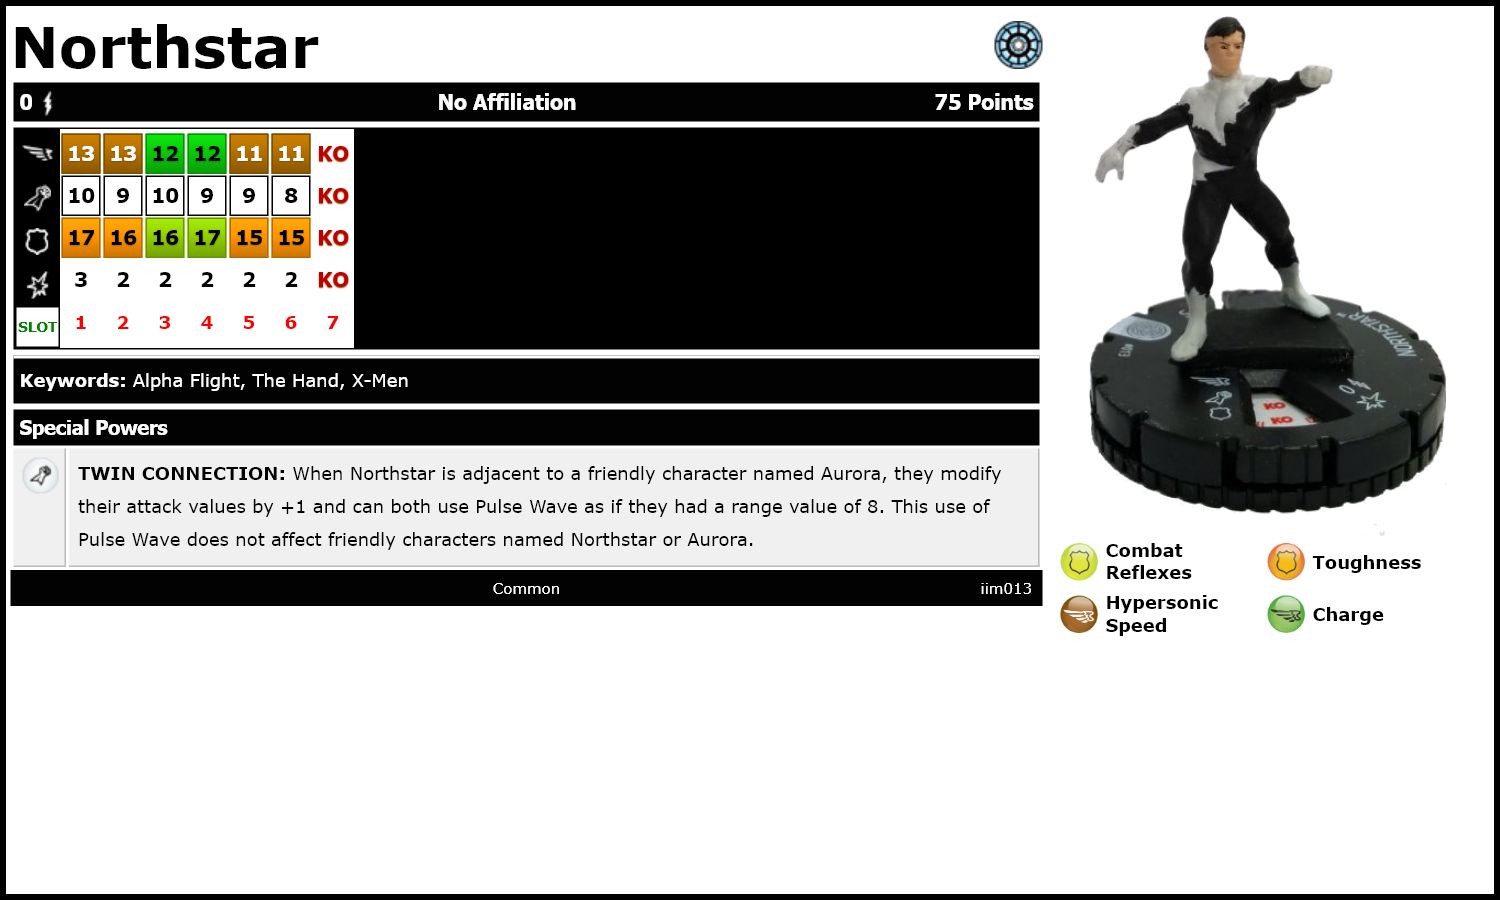 Northstar
0 No Affiliation 75 Points
13 13 12 12 11 11 KO
10 9 10 9 9 8 KO
17 16 16 17 15 15 KO
3 2 2 2 2 2 KO
SLOT 1 2 3 4 5 6 7
Keywords: Alpha Flight, The Hand, X-Men
Special Powers
TWIN CONNECTION: When Northstar is adjacent to a friendly character named Aurora, they modify
their attack values by +1 and can both use Pulse Wave as if they had a range value of 8. This use of
Pulse Wave does not affect friendly characters named Northstar or Aurora.
Common iim013
NORTHSTAR™
013
0
KO
KO
Combat
Reflexes
Toughness
Hypersonic
Speed
Charge